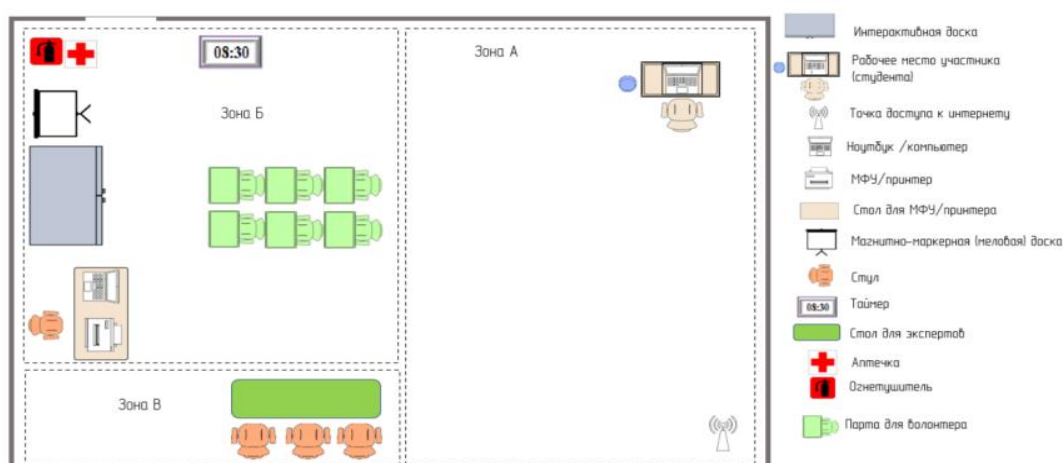 08:30
Зона А
Зона Б
Зона В
Интерактивная доска
Рабочее место участника
(студента)
Точка доступа к интернету
Ноутбук /компьютер
МФУ/принтер
Стол для МФУ/принтера
Магнитно-маркерная (меловая) доска
Стул
08:30
Таймер
Стол для экспертов
Аптечка
Огнетушитель
Парта для волонтера